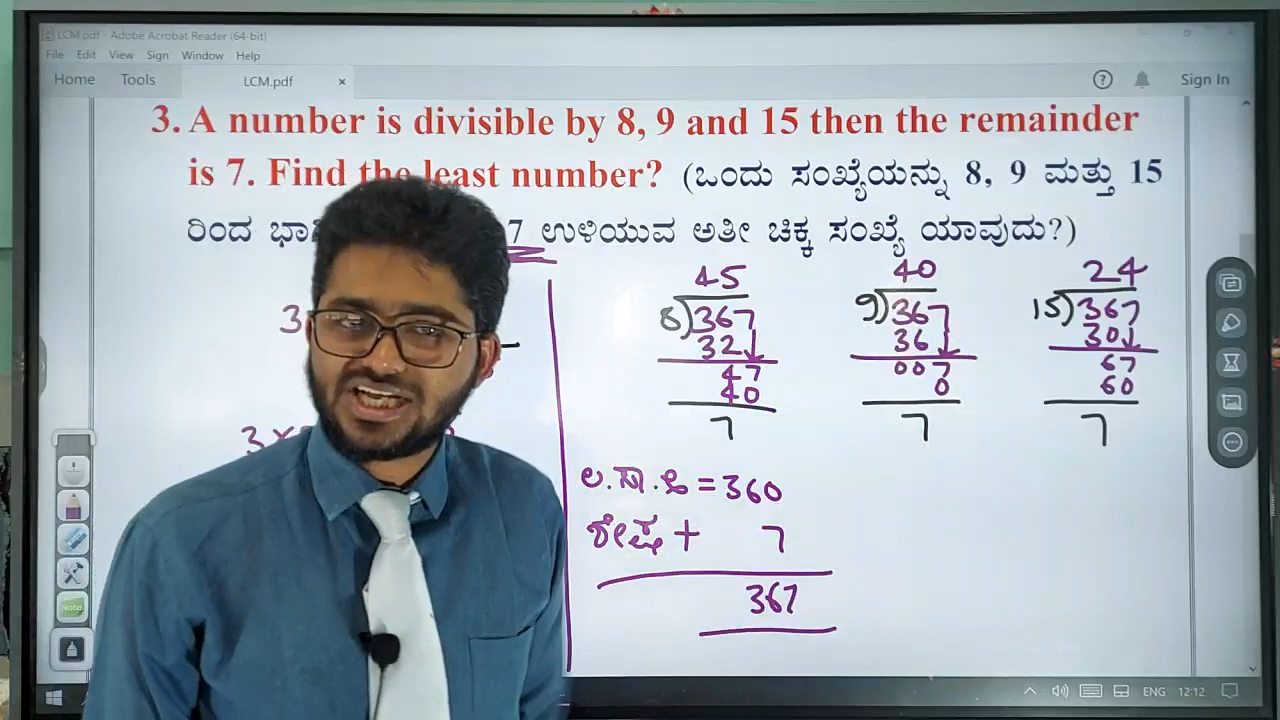 LCM.pdf - Adobe Acrobat Reader (64-bit)
File Edit View Sign Window Help
Home Tools LCM.pdf × ? Sign In
3. A number is divisible by 8, 9 and 15 then the remainder
is 7. Find the least number? (ಒಂದು ಸಂಖ್ಯೆಯನ್ನು 8, 9 ಮತ್ತು 15
ರಿಂದ 7 ಉಳಿಯುವ ಅತೀ ಚಿಕ್ಕ ಸಂಖ್ಯೆ ಯಾವುದು?)
45 40 24
8)367 9)367 15)367
32 36 30
47 007 67
40 0 60
7 7 7
3
3×
ಲ.ಸಾ.ಅ = 360
ಶೇಷ + 7
367
Note
ENG 12:12